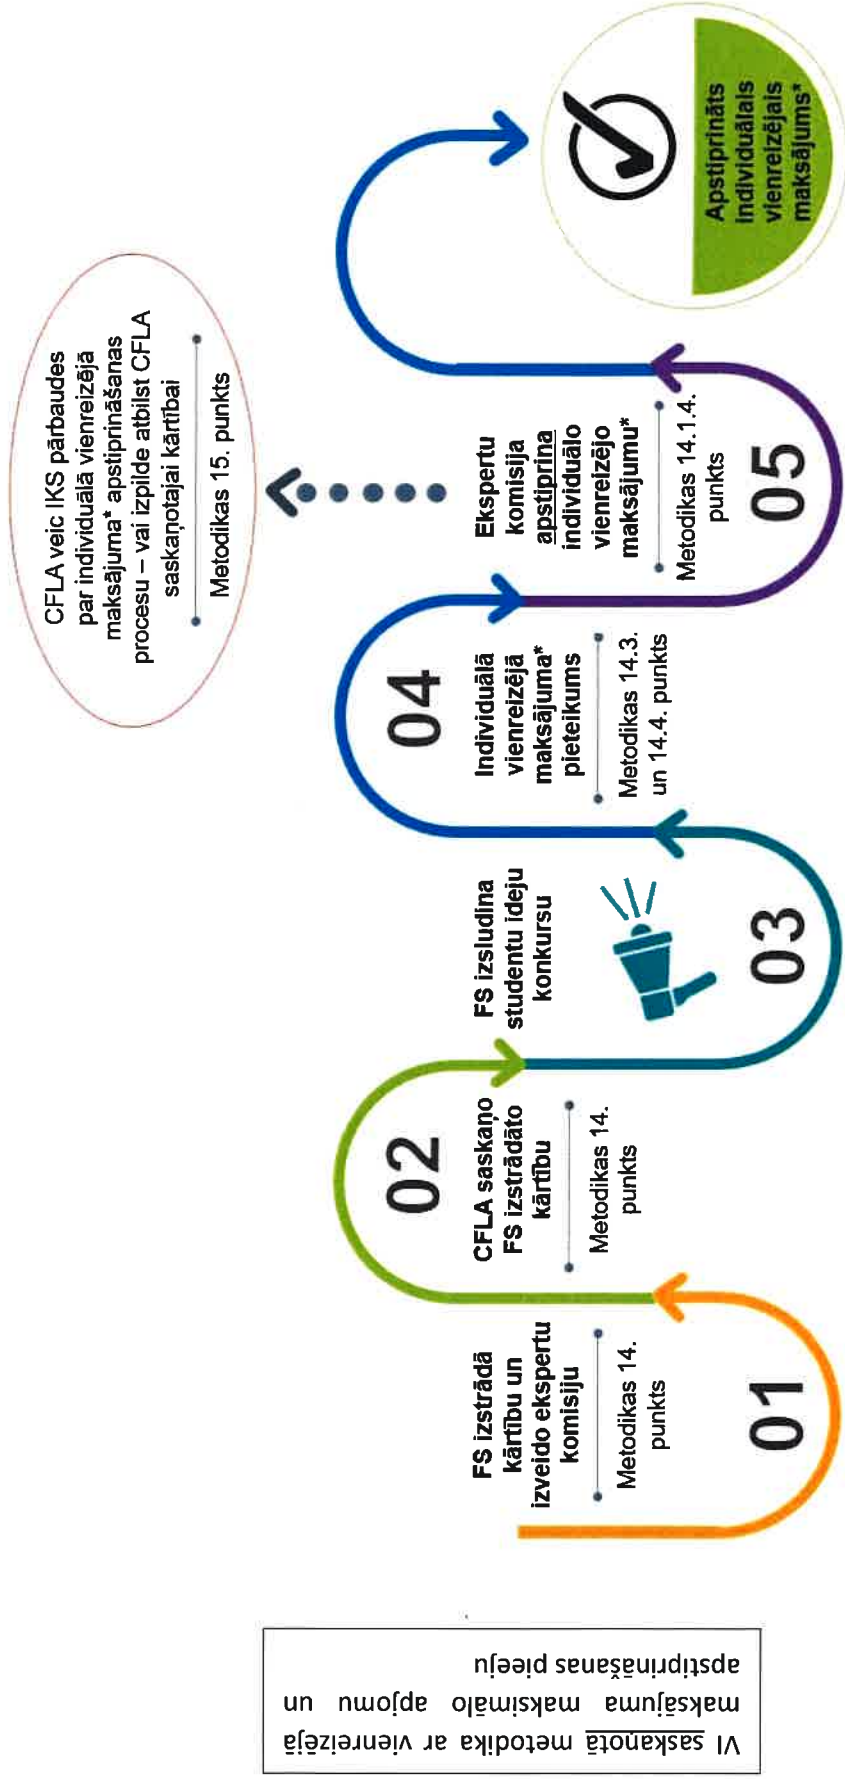 VI saskaņotā metodika ar vienreizējā
maksājuma maksimālo apjomu un
apstiprināšanas pieeju
FS izstrādā
kārtību un
izveido ekspertu
komisiju
Metodikas 14.
punkts
01
02
CFLA saskaņo
FS izstrādāto
kārtību
Metodikas 14.
punkts
FS izsludina
studentu ideju
konkursu
03
04
Individuālā
vienreizējā
maksājuma*
pieteikums
Metodikas 14.3.
un 14.4. punkts
Ekspertu
komisija
apstiprina
individuālo
vienreizējo
maksājumu*
Metodikas 14.1.4.
punkts
05
CFLA veic IKS pārbaudes
par individuālā vienreizējā
maksājuma* apstiprināšanas
procesu – vai izpilde atbilst CFLA
saskaņotajai kārtībai
Metodikas 15. punkts
Apstiprināts
individuālais
vienreizējais
maksājums*